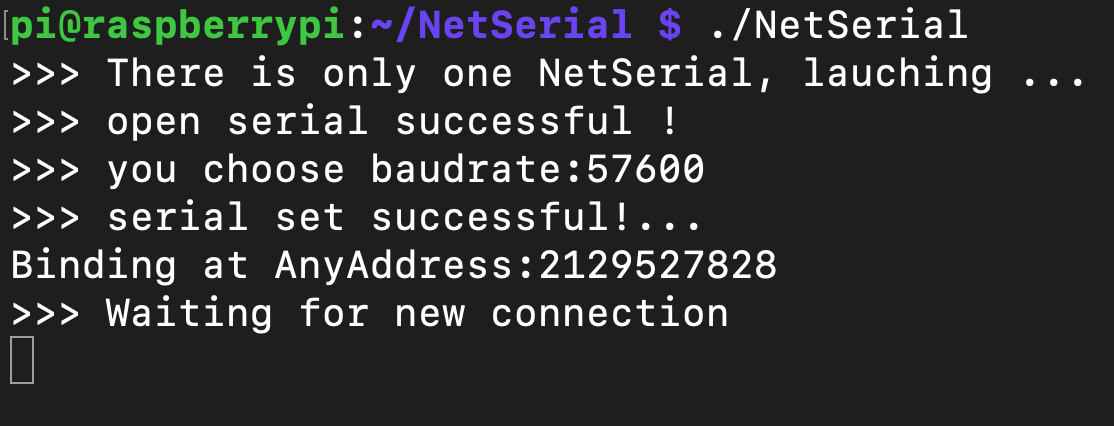 pi@raspberrypi:~/NetSerial $ ./NetSerial
>>> There is only one NetSerial, lauching ...
>>> open serial successful !
>>> you choose baudrate:57600
>>> serial set successful!...
Binding at AnyAddress:2129527828
>>> Waiting for new connection